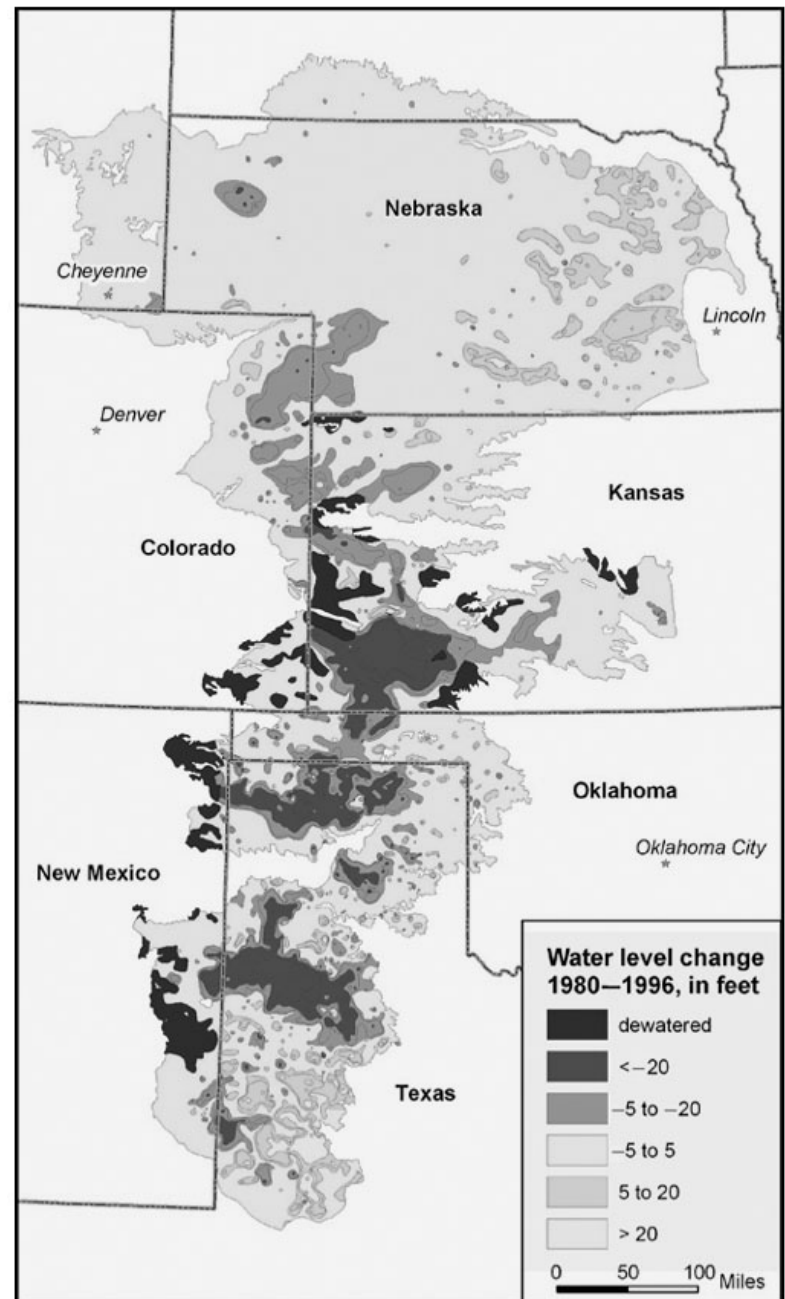 Nebraska
Cheyenne
Lincoln
Denver
Kansas
Colorado
Oklahoma
Oklahoma City
New Mexico
Texas
Water level change
1980—1996, in feet
dewatered
<−20
−5 to −20
−5 to 5
5 to 20
> 20
0 50 100 Miles